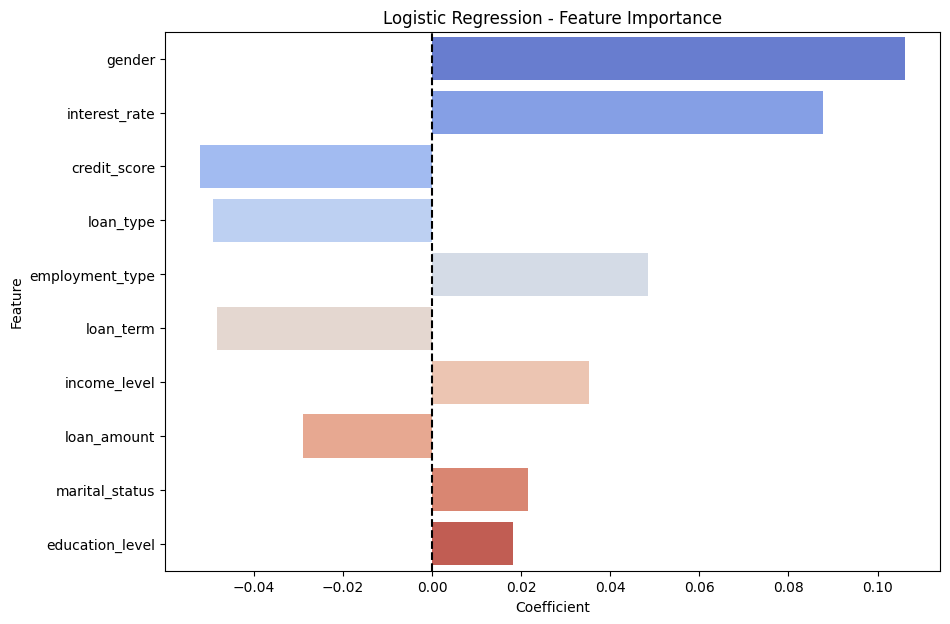 Logistic Regression - Feature Importance
gender
interest_rate
credit_score
loan_type
employment_type
loan_term
income_level
loan_amount
marital_status
education_level
Feature
−0.04 −0.02 0.00 0.02 0.04 0.06 0.08 0.10
Coefficient